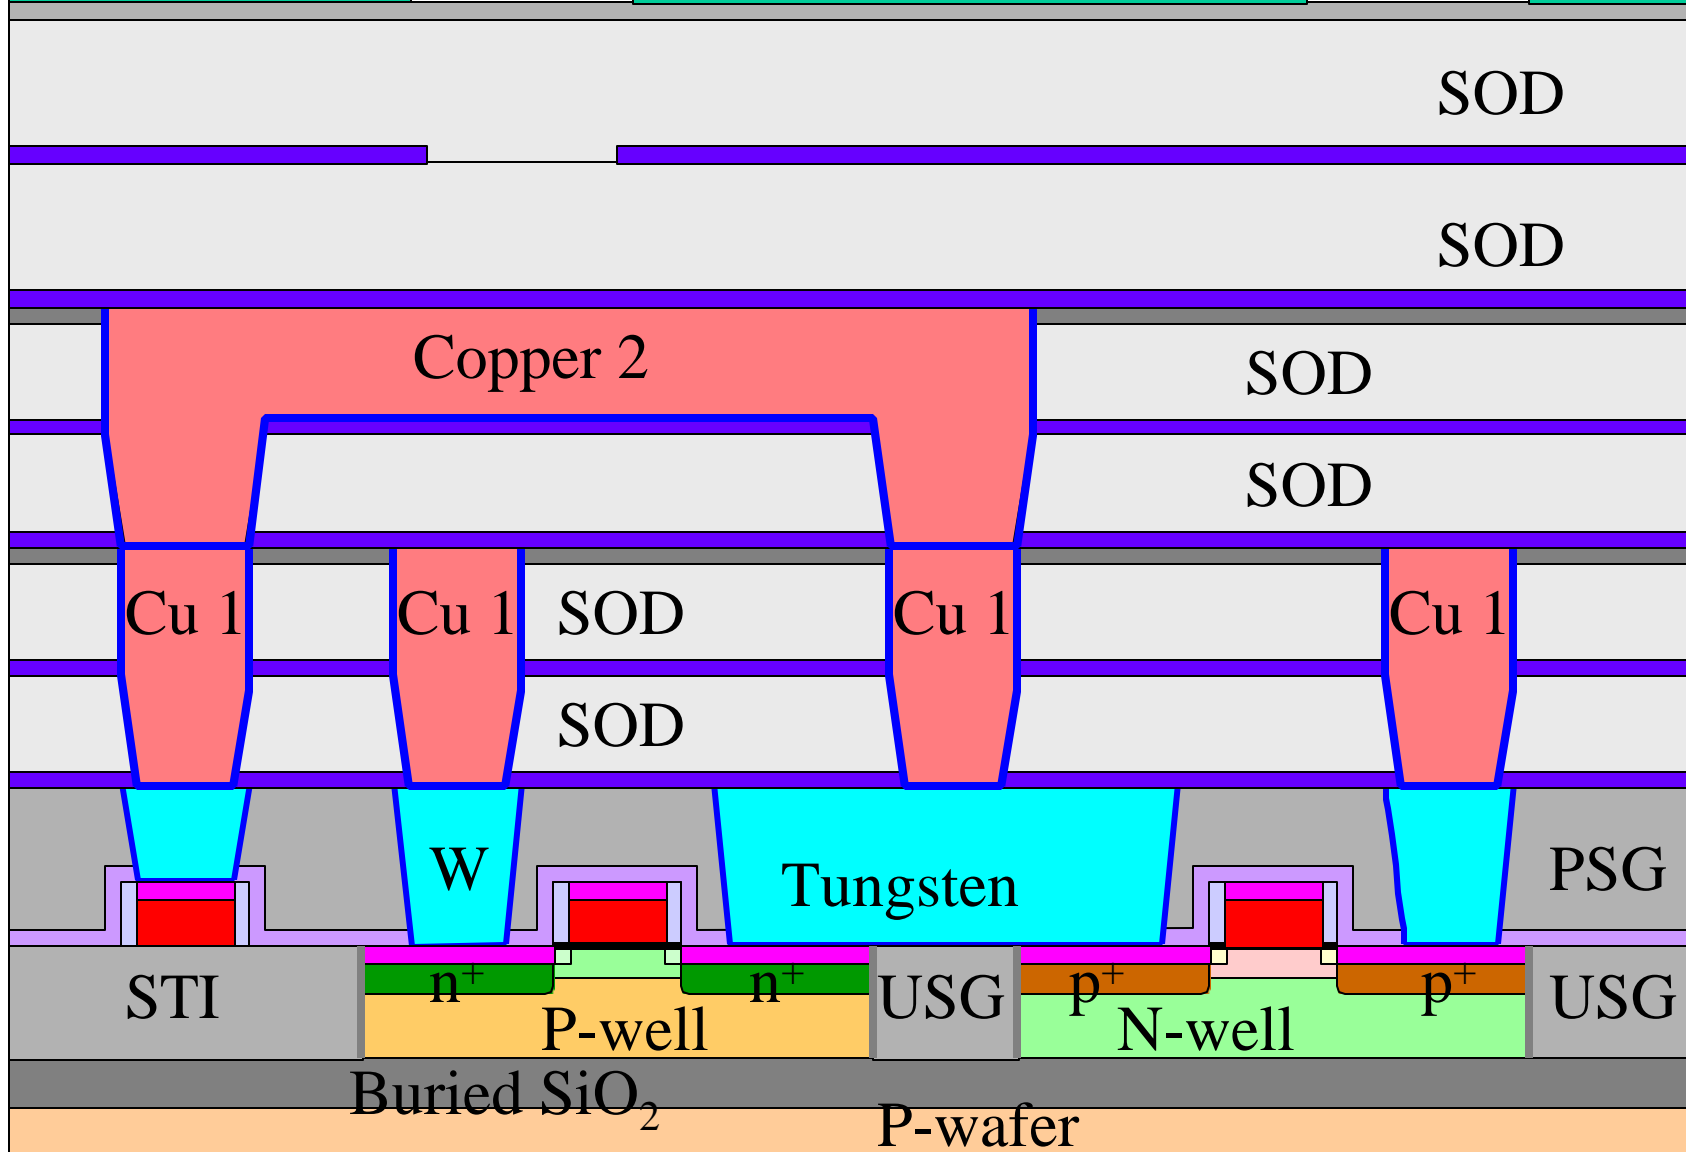 SOD
SOD
Copper 2
SOD
SOD
Cu 1
Cu 1
SOD
Cu 1
Cu 1
SOD
W
Tungsten
PSG
STI
n⁺
n⁺
USG
p⁺
p⁺
USG
P-well
N-well
Buried SiO₂
P-wafer